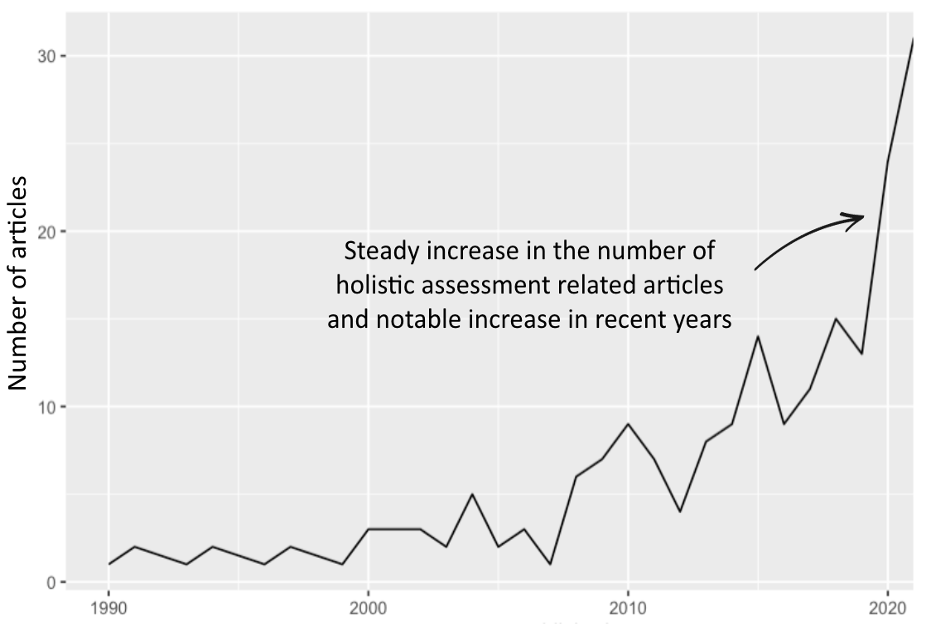 30
20
10
0
Number of articles
Steady increase in the number of
holistic assessment related articles
and notable increase in recent years
1990 2000 2010 2020